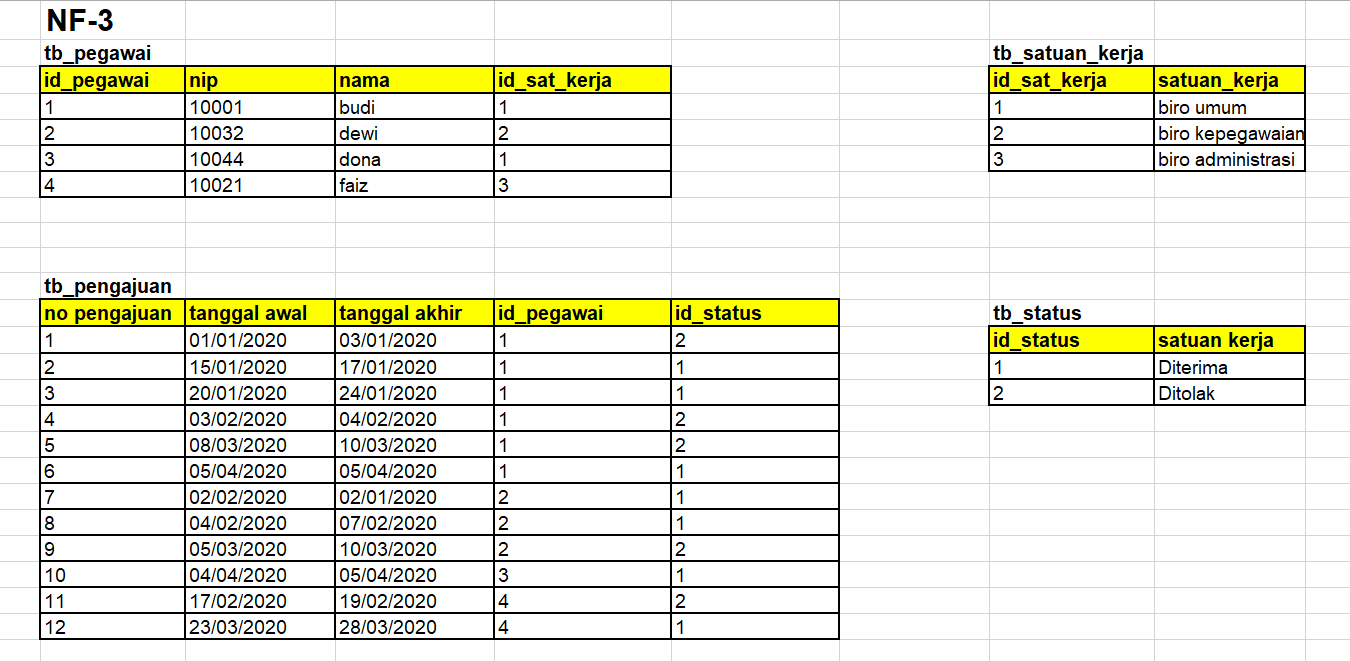 NF-3
tb_pegawai tb_satuan_kerja
id_pegawai nip nama id_sat_kerja id_sat_kerja satuan_kerja
1 10001 budi 1 1 biro umum
2 10032 dewi 2 2 biro kepegawaian
3 10044 dona 1 3 biro administrasi
4 10021 faiz 3
tb_pengajuan
no pengajuan tanggal awal tanggal akhir id_pegawai id_status tb_status
1 01/01/2020 03/01/2020 1 2 id_status satuan kerja
2 15/01/2020 17/01/2020 1 1 1 Diterima
3 20/01/2020 24/01/2020 1 1 2 Ditolak
4 03/02/2020 04/02/2020 1 2
5 08/03/2020 10/03/2020 1 2
6 05/04/2020 05/04/2020 1 1
7 02/02/2020 02/01/2020 2 1
8 04/02/2020 07/02/2020 2 1
9 05/03/2020 10/03/2020 2 2
10 04/04/2020 05/04/2020 3 1
11 17/02/2020 19/02/2020 4 2
12 23/03/2020 28/03/2020 4 1